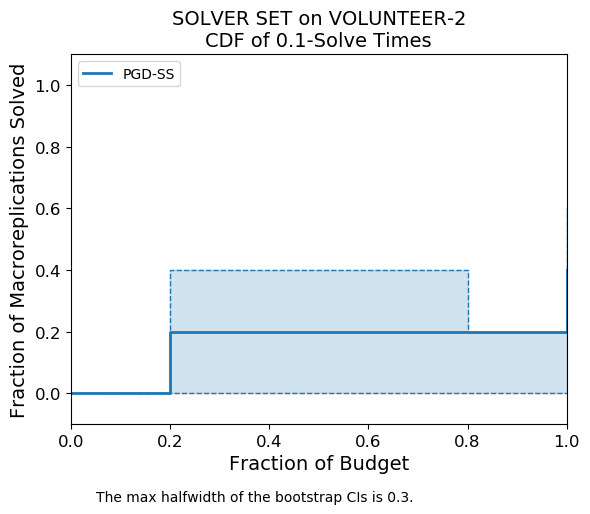 SOLVER SET on VOLUNTEER-2
CDF of 0.1-Solve Times
PGD-SS
Fraction of Macroreplications Solved
1.0
0.8
0.6
0.4
0.2
0.0
0.0 0.2 0.4 0.6 0.8 1.0
Fraction of Budget
The max halfwidth of the bootstrap CIs is 0.3.